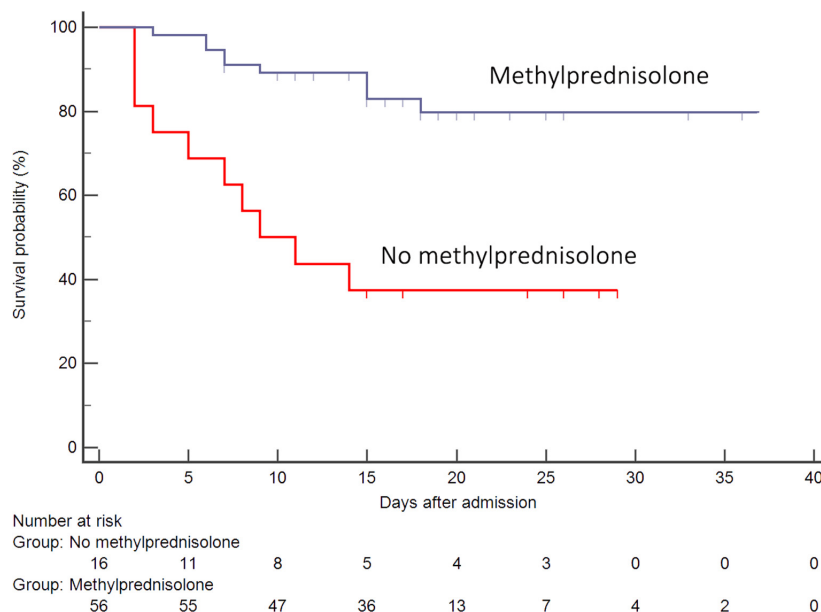 100
80
60
40
20
0
Survival probability (%)
Methylprednisolone
No methylprednisolone
0 5 10 15 20 25 30 35 40
Days after admission
Number at risk
Group: No methylprednisolone
16 11 8 5 4 3 0 0 0
Group: Methylprednisolone
56 55 47 36 13 7 4 2 0